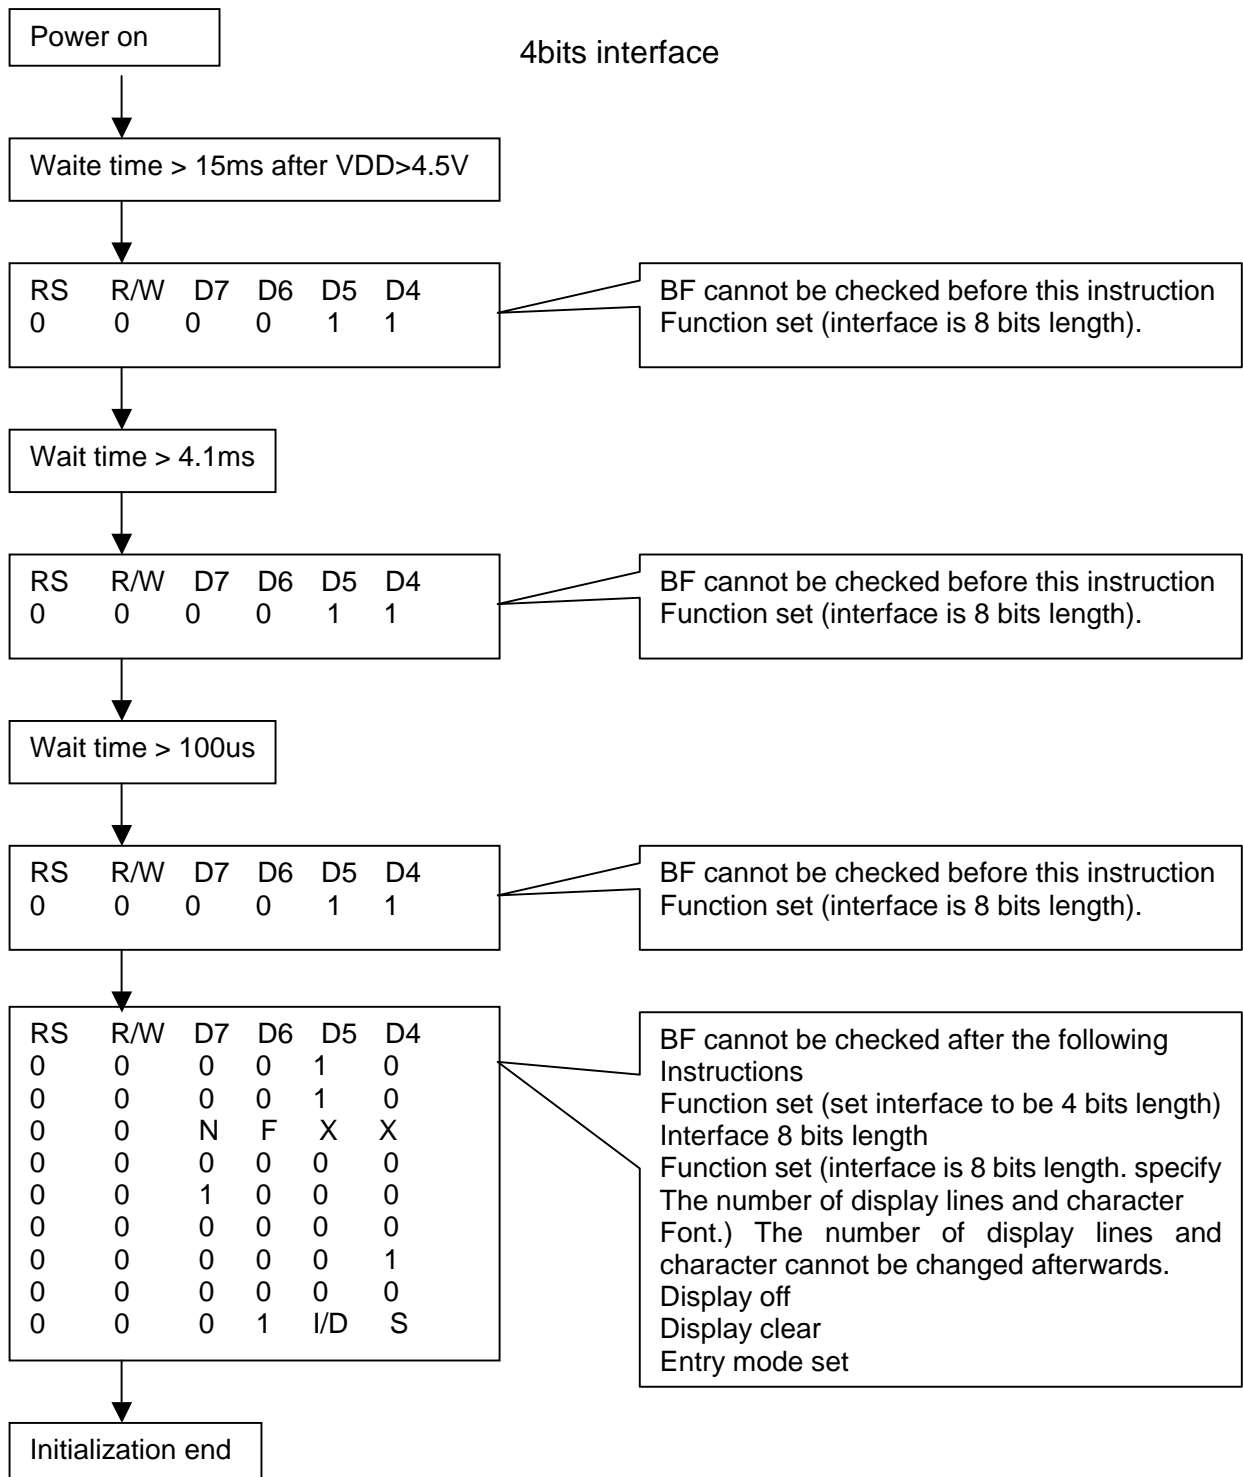 Power on
4bits interface
Waite time > 15ms after VDD>4.5V
RS R/W D7 D6 D5 D4
0 0 0 0 1 1
BF cannot be checked before this instruction
Function set (interface is 8 bits length).
Wait time > 4.1ms
RS R/W D7 D6 D5 D4
0 0 0 0 1 1
BF cannot be checked before this instruction
Function set (interface is 8 bits length).
Wait time > 100us
RS R/W D7 D6 D5 D4
0 0 0 0 1 1
BF cannot be checked before this instruction
Function set (interface is 8 bits length).
RS R/W D7 D6 D5 D4
0 0 0 0 1 0
0 0 0 0 1 0
0 0 N F X X
0 0 0 0 0 0
0 0 1 0 0 0
0 0 0 0 0 0
0 0 0 0 0 1
0 0 0 0 0 0
0 0 0 1 I/D S
BF cannot be checked after the following
Instructions
Function set (set interface to be 4 bits length)
Interface 8 bits length
Function set (interface is 8 bits length. specify
The number of display lines and character
Font.) The number of display lines and
character cannot be changed afterwards.
Display off
Display clear
Entry mode set
Initialization end